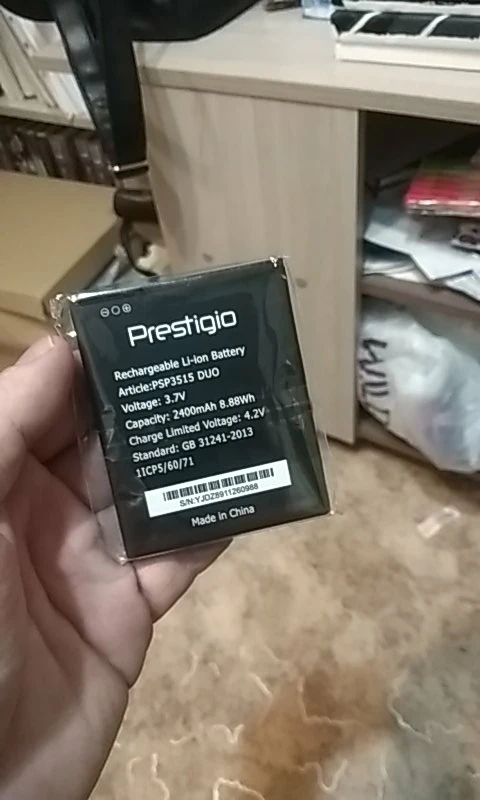 ⊖○⊕
Prestigio
Rechargeable Li-ion Battery
Article:PSP3515 DUO
Voltage: 3.7V
Capacity: 2400mAh 8.88Wh
Charge Limited Voltage: 4.2V
Standard: GB 31241-2013
1ICP5/60/71
S/N:YJDZ8911260988
Made in China